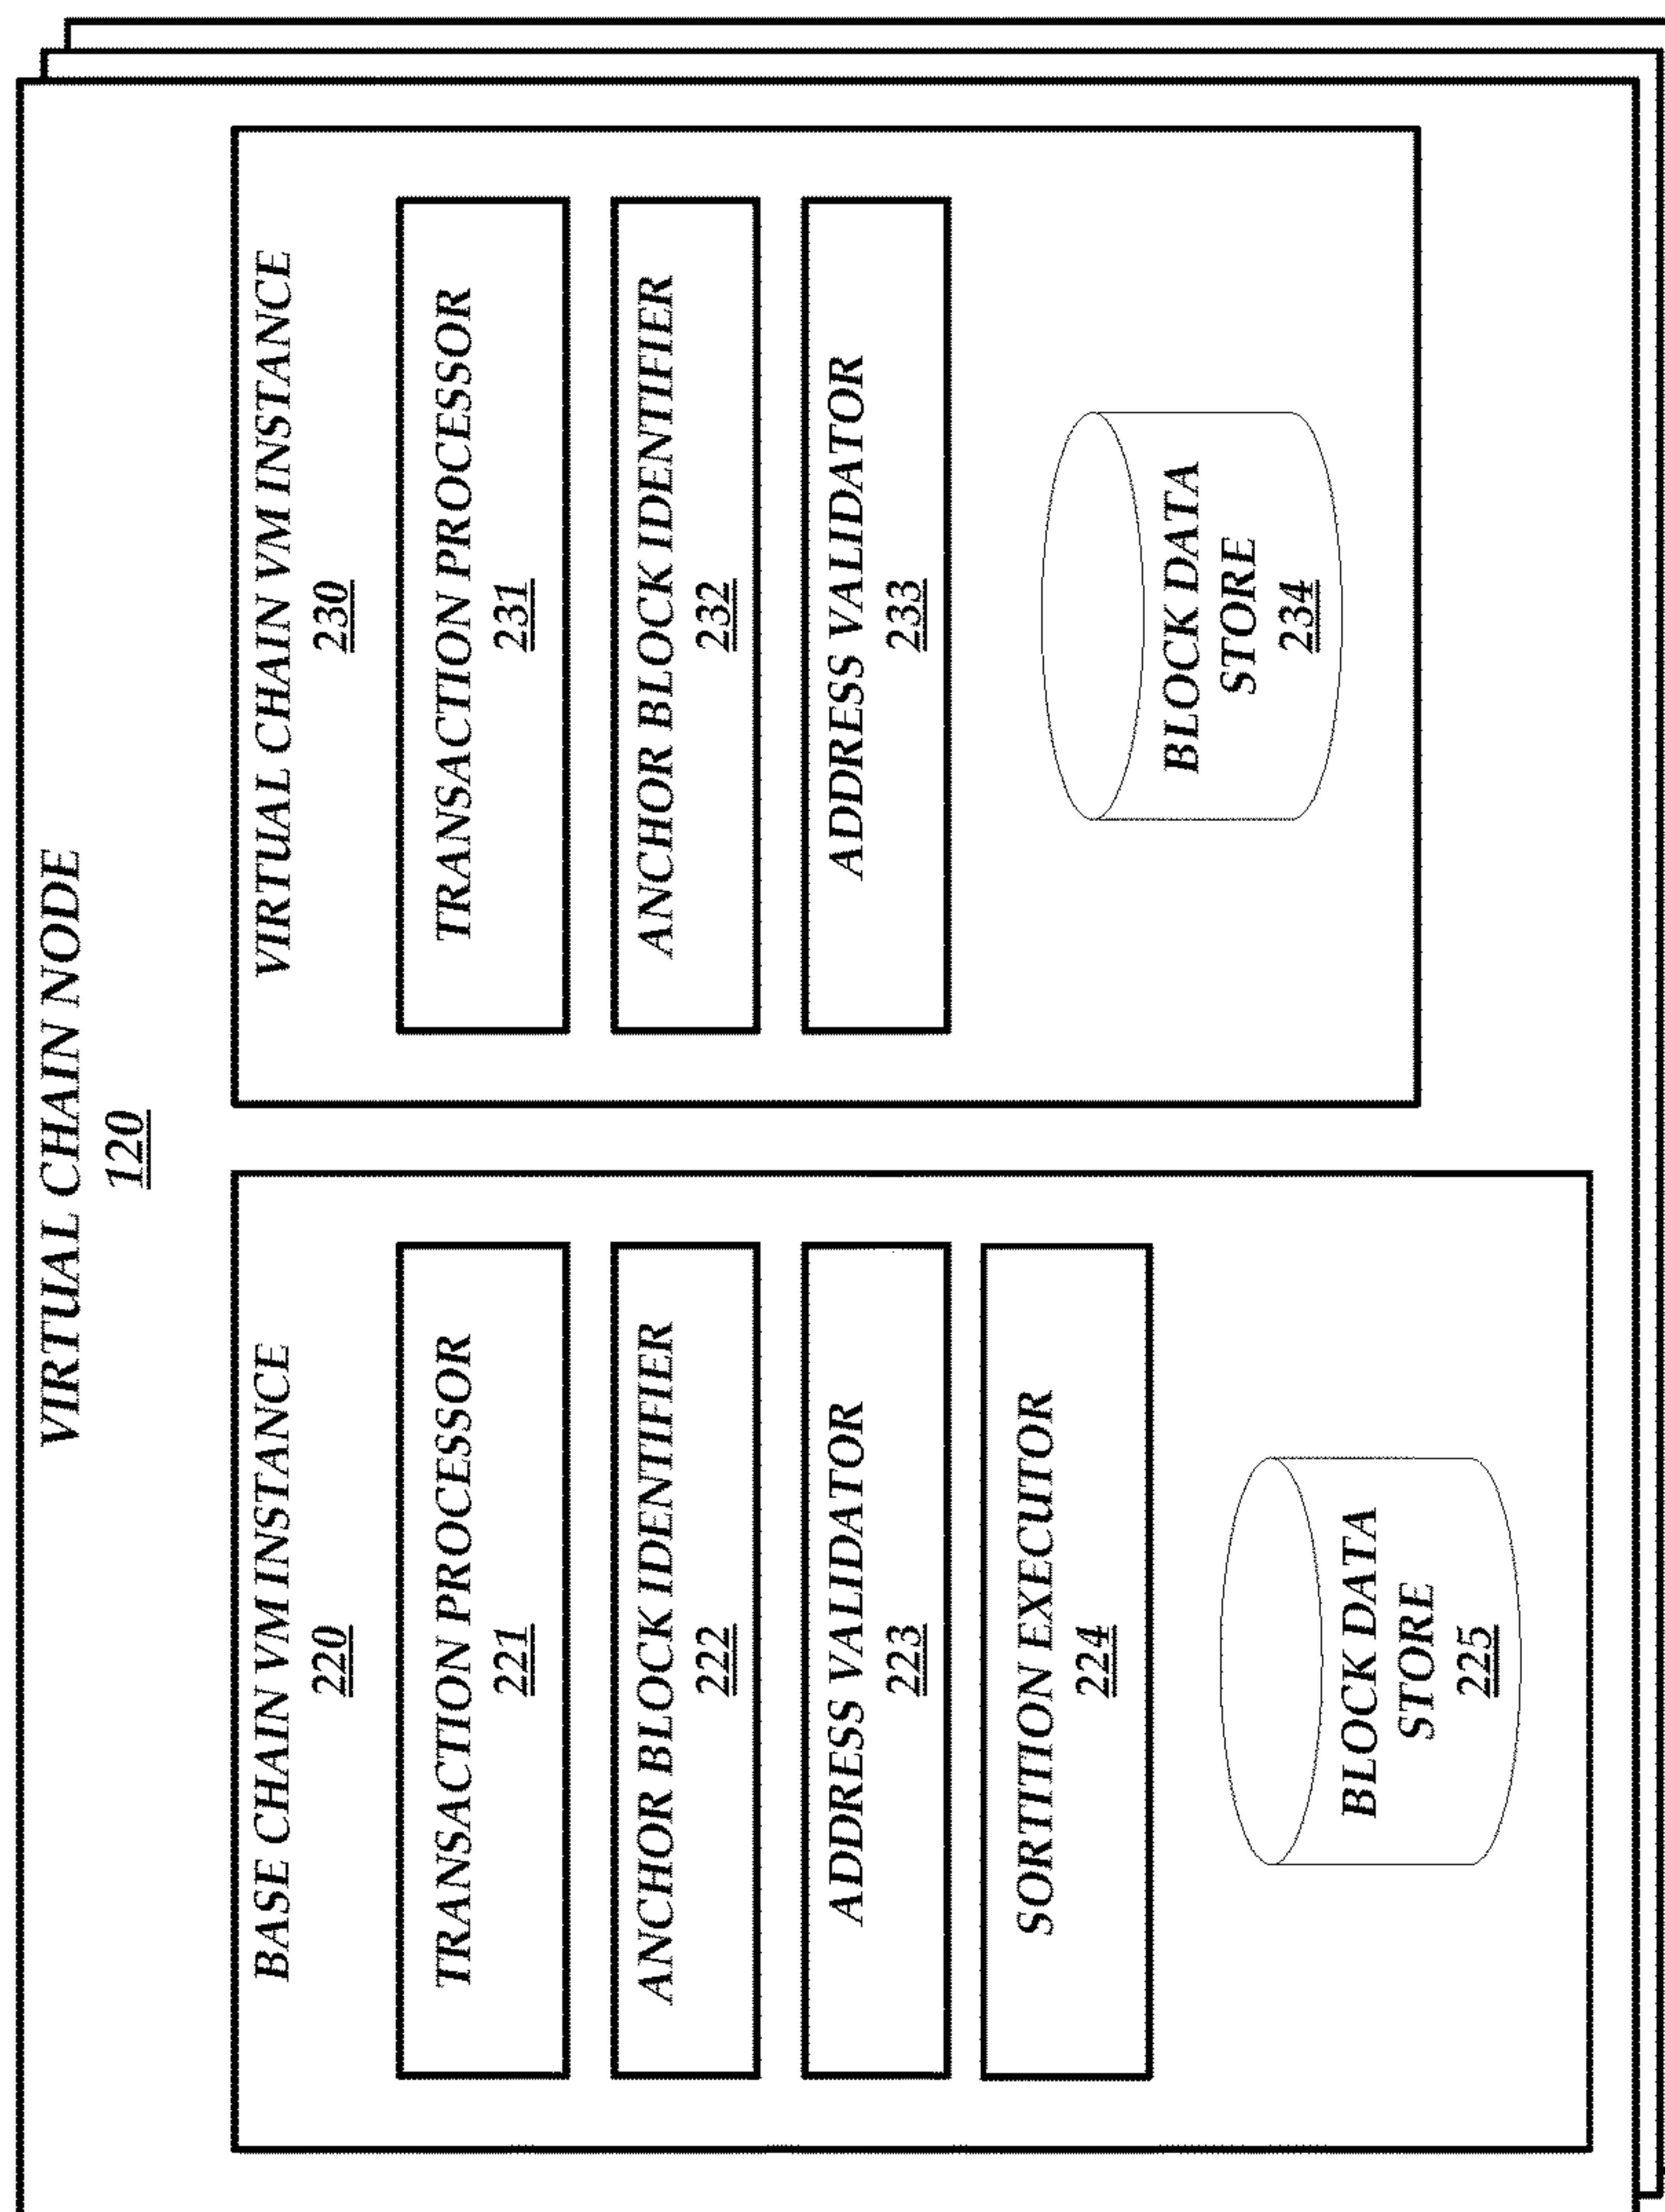 VIRTUAL CHAIN NODE
120
BASE CHAIN VM INSTANCE
220
TRANSACTION PROCESSOR
221
ANCHOR BLOCK IDENTIFIER
222
ADDRESS VALIDATOR
223
SORTITION EXECUTOR
224
BLOCK DATA
STORE
225
VIRTUAL CHAIN VM INSTANCE
230
TRANSACTION PROCESSOR
231
ANCHOR BLOCK IDENTIFIER
232
ADDRESS VALIDATOR
233
BLOCK DATA
STORE
234